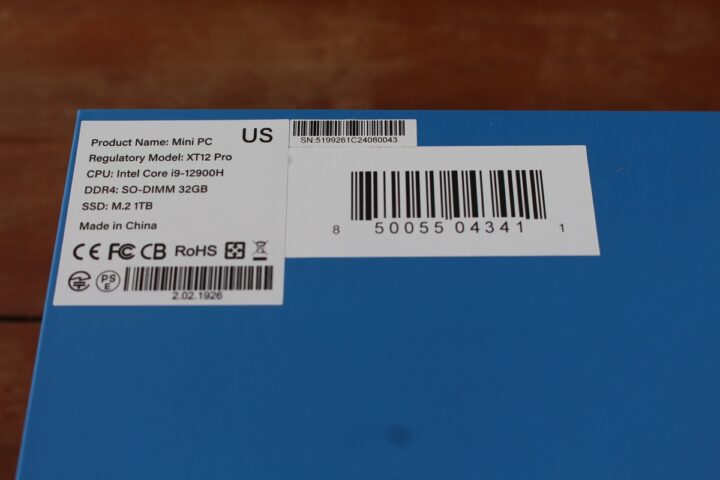 Product Name: Mini PC
US
Regulatory Model: XT12 Pro
CPU: Intel Core i9-12900H
DDR4: SO-DIMM 32GB
SSD: M.2 1TB
Made in China
CE FC CB RoHS
PSE
2.02.1926
SN:5199261C24080043
8 50055 04341 1